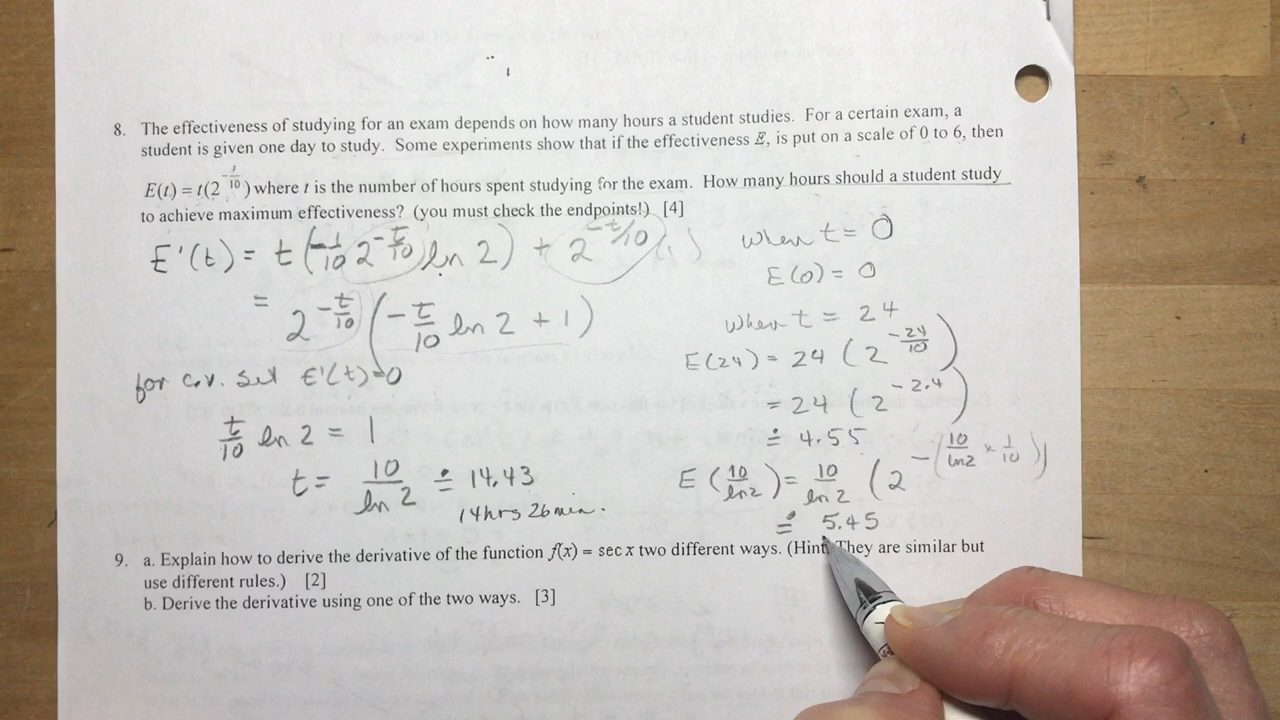 8. The effectiveness of studying for an exam depends on how many hours a student studies. For a certain exam, a
student is given one day to study. Some experiments show that if the effectiveness E, is put on a scale of 0 to 6, then
E(t) = t(2^(-t/10)) where t is the number of hours spent studying for the exam. How many hours should a student study
to achieve maximum effectiveness? (you must check the endpoints!) [4]
E'(t) = t(-1/10 2^(-t/10) ln 2) + 2^(-t/10) (1)
= 2^(-t/10) (-t/10 ln 2 + 1)
for c.v. set E'(t)=0
t/10 ln 2 = 1
t = 10/ln 2 ≐ 14.43
14hrs 26min.
when t = 0
E(0) = 0
when t = 24
E(24) = 24 (2^(-24/10))
= 24 (2^(-2.4))
≐ 4.55
E(10/ln2) = 10/ln2 (2^(-(10/ln2 × 1/10)))
≐ 5.45
9. a. Explain how to derive the derivative of the function f(x) = sec x two different ways. (Hint: They are similar but
use different rules.) [2]
b. Derive the derivative using one of the two ways. [3]